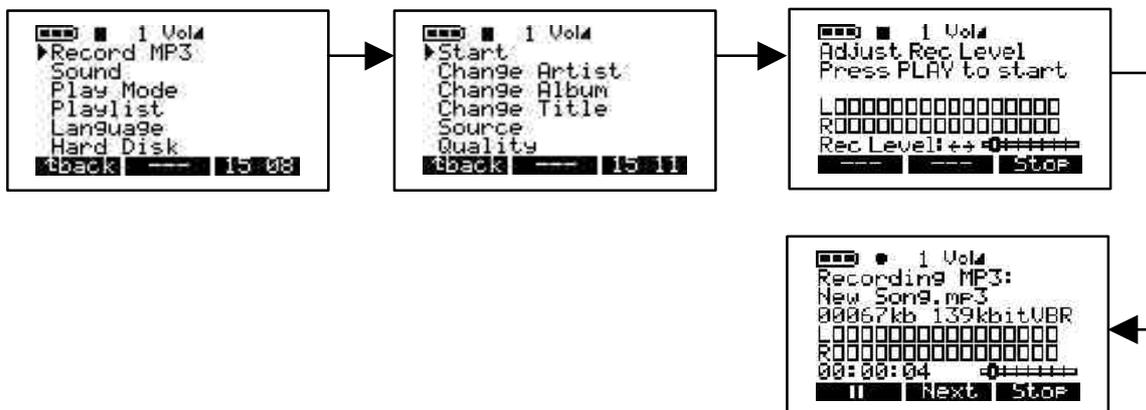 1 Vol
Record MP3
Sound
Play Mode
Playlist
Language
Hard Disk
back --- 15 08
1 Vol
Start
Change Artist
Change Album
Change Title
Source
Quality
back --- 15 11
1 Vol
Adjust Rec Level
Press PLAY to start
L
R
Rec Level:↔
--- --- Stop
1 Vol
Recording MP3:
New Song.mp3
00067kb 139kbitVBR
L
R
00:00:04
Next Stop